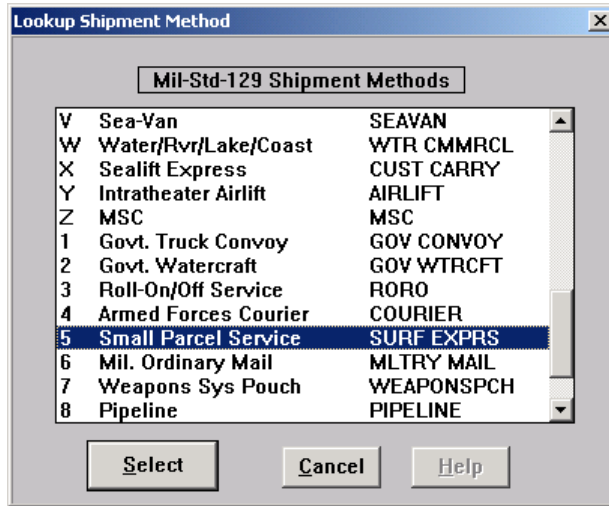 Lookup Shipment Method
Mil-Std-129 Shipment Methods
V Sea-Van SEAVAN
W Water/Rvr/Lake/Coast WTR CMMRCL
X Sealift Express CUST CARRY
Y Intratheater Airlift AIRLIFT
Z MSC MSC
1 Govt. Truck Convoy GOV CONVOY
2 Govt. Watercraft GOV WTRCFT
3 Roll-On/Off Service RORO
4 Armed Forces Courier COURIER
5 Small Parcel Service SURF EXPRS
6 Mil. Ordinary Mail MLTRY MAIL
7 Weapons Sys Pouch WEAPONSPCH
8 Pipeline PIPELINE
Select Cancel Help